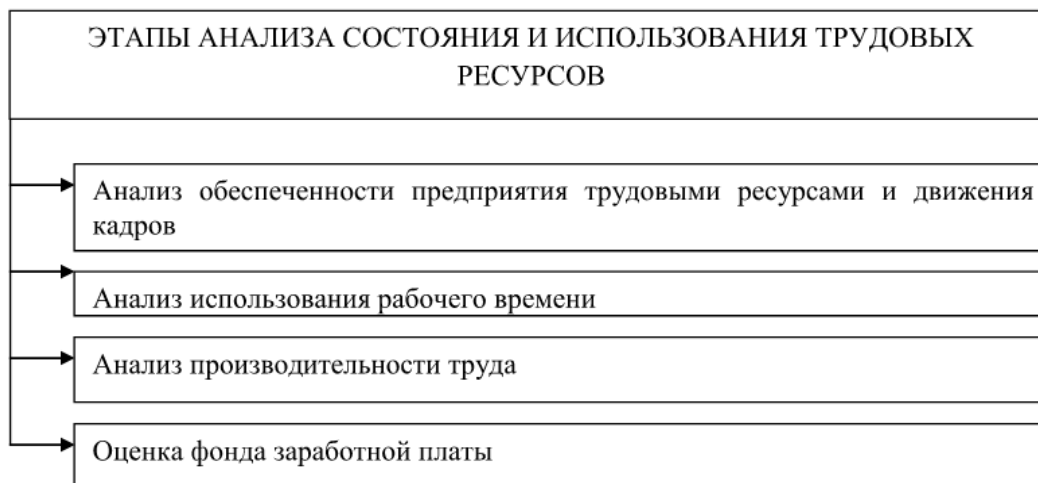 ЭТАПЫ АНАЛИЗА СОСТОЯНИЯ И ИСПОЛЬЗОВАНИЯ ТРУДОВЫХ
РЕСУРСОВ
Анализ обеспеченности предприятия трудовыми ресурсами и движения
кадров
Анализ использования рабочего времени
Анализ производительности труда
Оценка фонда заработной платы